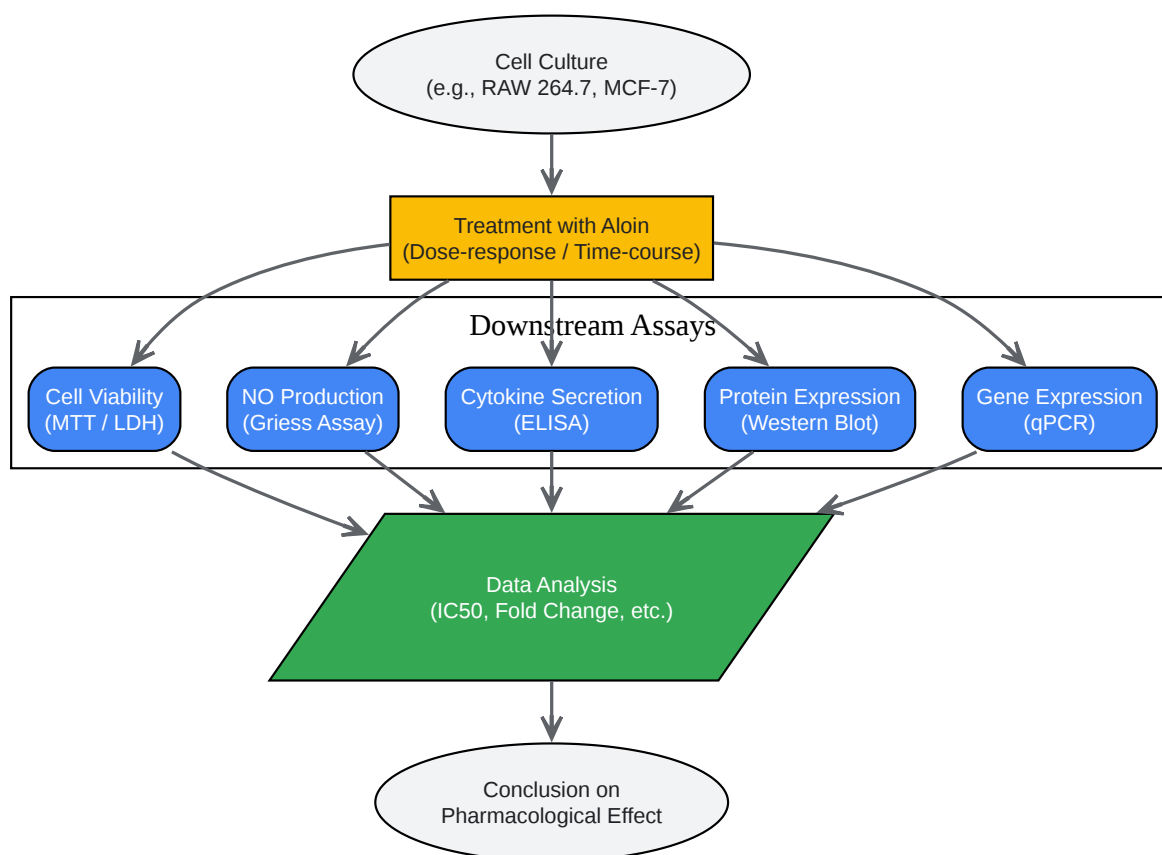 Cell Culture
(e.g., RAW 264.7, MCF-7)
Treatment with Aloin
(Dose-response / Time-course)
Downstream Assays
Cell Viability
(MTT / LDH)
NO Production
(Griess Assay)
Cytokine Secretion
(ELISA)
Protein Expression
(Western Blot)
Gene Expression
(qPCR)
Data Analysis
(IC50, Fold Change, etc.)
Conclusion on
Pharmacological Effect